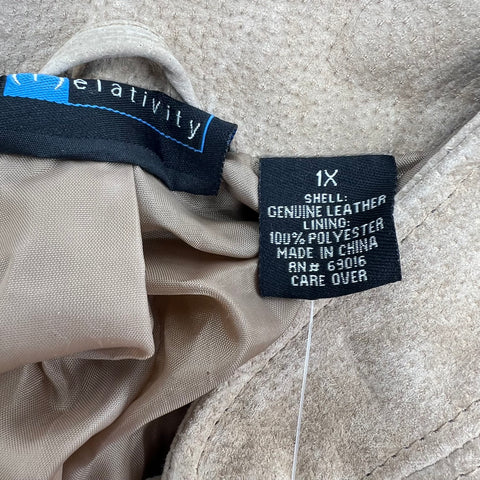 (r)elativity
1X
SHELL:
GENUINE LEATHER
LINING:
100% POLYESTER
MADE IN CHINA
RN# 69016
CARE OVER